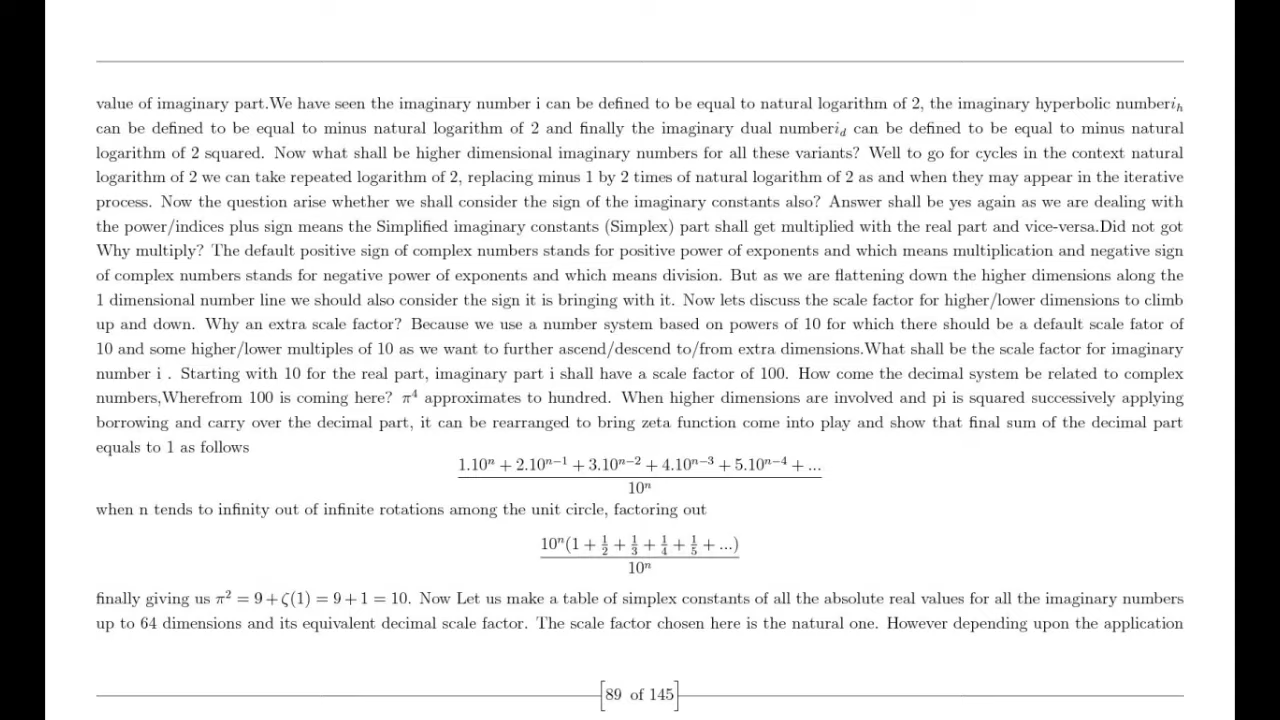 value of imaginary part.We have seen the imaginary number i can be defined to be equal to natural logarithm of 2, the imaginary hyperbolic number$i_h$
can be defined to be equal to minus natural logarithm of 2 and finally the imaginary dual number$i_d$ can be defined to be equal to minus natural
logarithm of 2 squared. Now what shall be higher dimensional imaginary numbers for all these variants? Well to go for cycles in the context natural
logarithm of 2 we can take repeated logarithm of 2, replacing minus 1 by 2 times of natural logarithm of 2 as and when they may appear in the iterative
process. Now the question arise whether we shall consider the sign of the imaginary constants also? Answer shall be yes again as we are dealing with
the power/indices plus sign means the Simplified imaginary constants (Simplex) part shall get multiplied with the real part and vice-versa.Did not got
Why multiply? The default positive sign of complex numbers stands for positive power of exponents and which means multiplication and negative sign
of complex numbers stands for negative power of exponents and which means division. But as we are flattening down the higher dimensions along the
1 dimensional number line we should also consider the sign it is bringing with it. Now lets discuss the scale factor for higher/lower dimensions to climb
up and down. Why an extra scale factor? Because we use a number system based on powers of 10 for which there should be a default scale fator of
10 and some higher/lower multiples of 10 as we want to further ascend/descend to/from extra dimensions.What shall be the scale factor for imaginary
number i . Starting with 10 for the real part, imaginary part i shall have a scale factor of 100. How come the decimal system be related to complex
numbers,Wherefrom 100 is coming here? $\pi^4$ approximates to hundred. When higher dimensions are involved and pi is squared successively applying
borrowing and carry over the decimal part, it can be rearranged to bring zeta function come into play and show that final sum of the decimal part
equals to 1 as follows
$\frac{1.10^n + 2.10^{n-1} + 3.10^{n-2} + 4.10^{n-3} + 5.10^{n-4} + ...}{10^n}$
when n tends to infinity out of infinite rotations among the unit circle, factoring out
$\frac{10^n(1 + \frac{1}{2} + \frac{1}{3} + \frac{1}{4} + \frac{1}{5} + ...)}{10^n}$
finally giving us $\pi^2 = 9 + \zeta(1) = 9 + 1 = 10$. Now Let us make a table of simplex constants of all the absolute real values for all the imaginary numbers
up to 64 dimensions and its equivalent decimal scale factor. The scale factor chosen here is the natural one. However depending upon the application
[89 of 145]